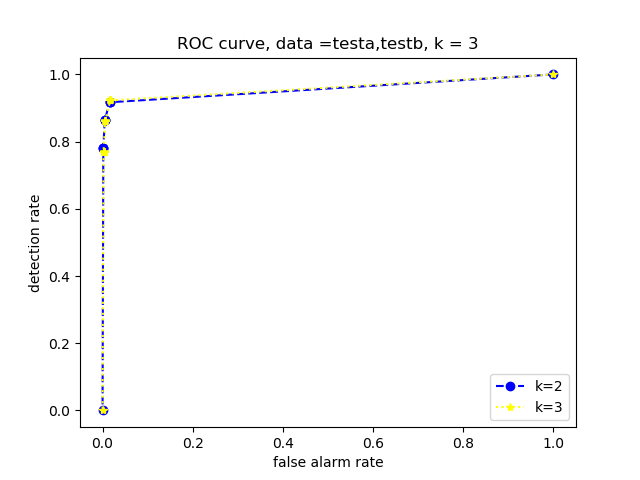 ROC curve, data =testa,testb, k = 3
1.0
0.8
0.6
0.4
0.2
0.0
detection rate
0.0 0.2 0.4 0.6 0.8 1.0
false alarm rate
k=2
k=3